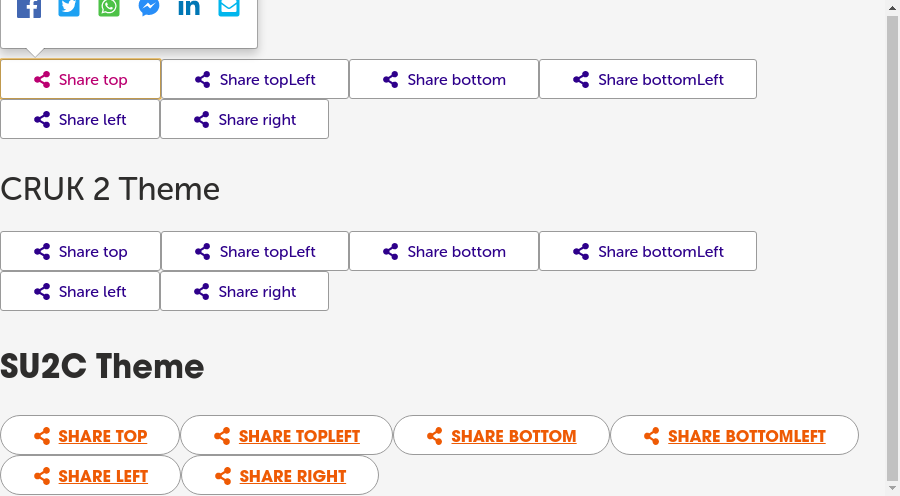 Share top Share topLeft Share bottom Share bottomLeft
Share left Share right
CRUK 2 Theme
Share top Share topLeft Share bottom Share bottomLeft
Share left Share right
SU2C Theme
SHARE TOP SHARE TOPLEFT SHARE BOTTOM SHARE BOTTOMLEFT
SHARE LEFT SHARE RIGHT